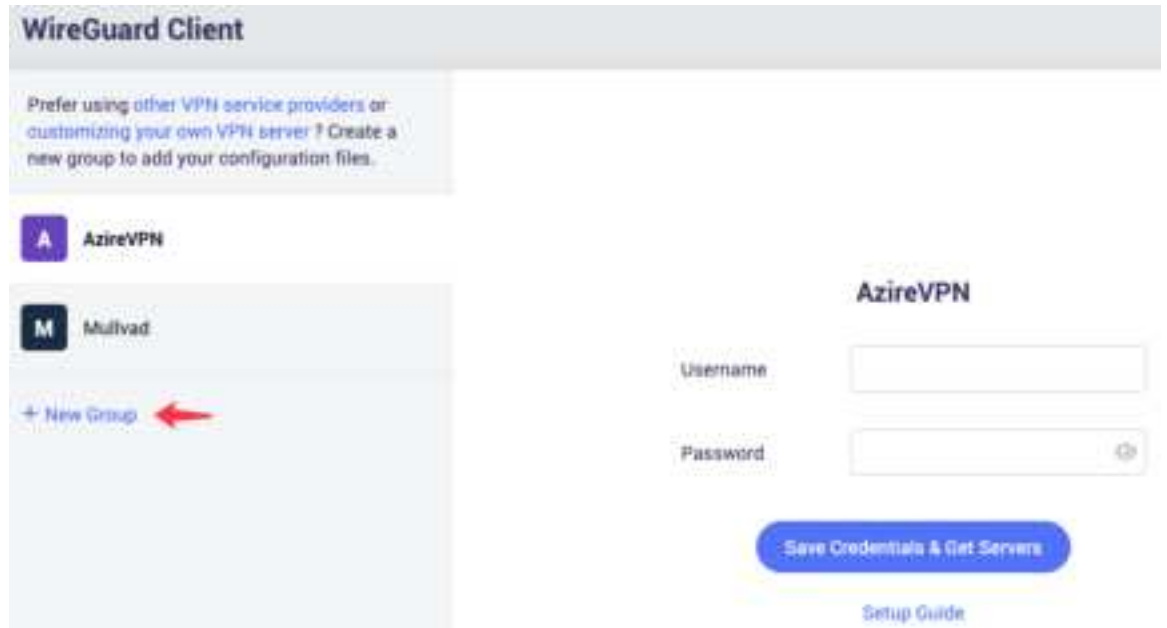 WireGuard Client
Prefer using other VPN service providers or
customizing your own VPN server ? Create a
new group to add your configuration files.
A AzireVPN
M Mullvad
+ New Group
AzireVPN
Username
Password
Save Credentials & Get Servers
Setup Guide